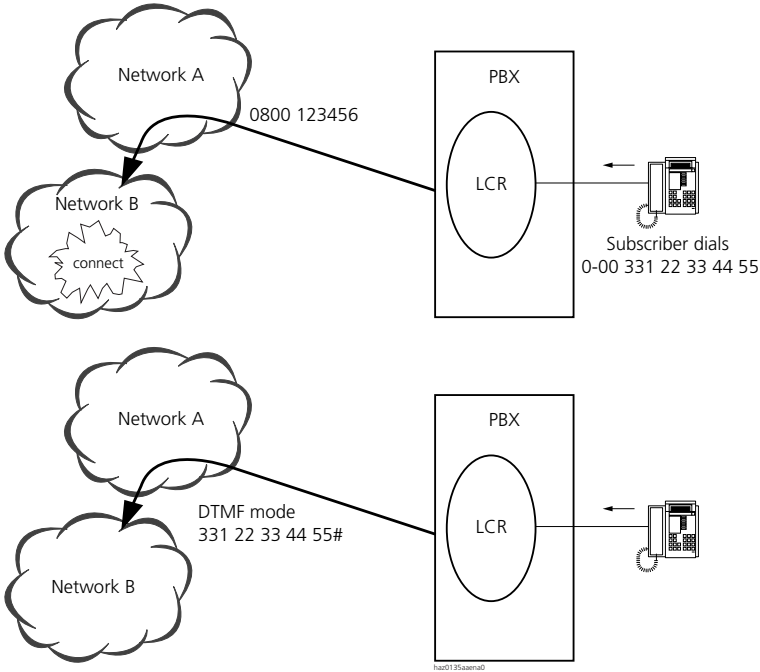 Network A
PBX
0800 123456
LCR
Network B
connect
Subscriber dials
0-00 331 22 33 44 55
Network A
PBX
DTMF mode
331 22 33 44 55#
LCR
Network B
haz0135aaena0